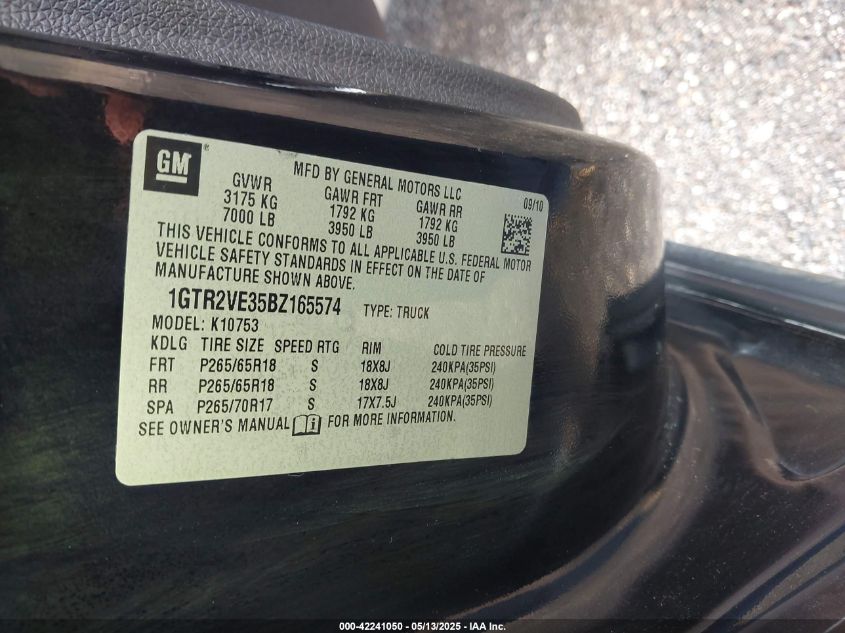 GM
MFD BY GENERAL MOTORS LLC
09/10
GVWR GAWR FRT GAWR RR
3175 KG 1792 KG 1792 KG
7000 LB 3950 LB 3950 LB
THIS VEHICLE CONFORMS TO ALL APPLICABLE U.S. FEDERAL MOTOR
VEHICLE SAFETY STANDARDS IN EFFECT ON THE DATE OF
MANUFACTURE SHOWN ABOVE.
1GTR2VE35BZ165574 TYPE: TRUCK
MODEL: K10753
KDLG TIRE SIZE SPEED RTG RIM COLD TIRE PRESSURE
FRT P265/65R18 S 18X8J 240KPA(35PSI)
RR P265/65R18 S 18X8J 240KPA(35PSI)
SPA P265/70R17 S 17X7.5J 240KPA(35PSI)
SEE OWNER'S MANUAL i FOR MORE INFORMATION.
000-42241050 - 05/13/2025 - IAA Inc.